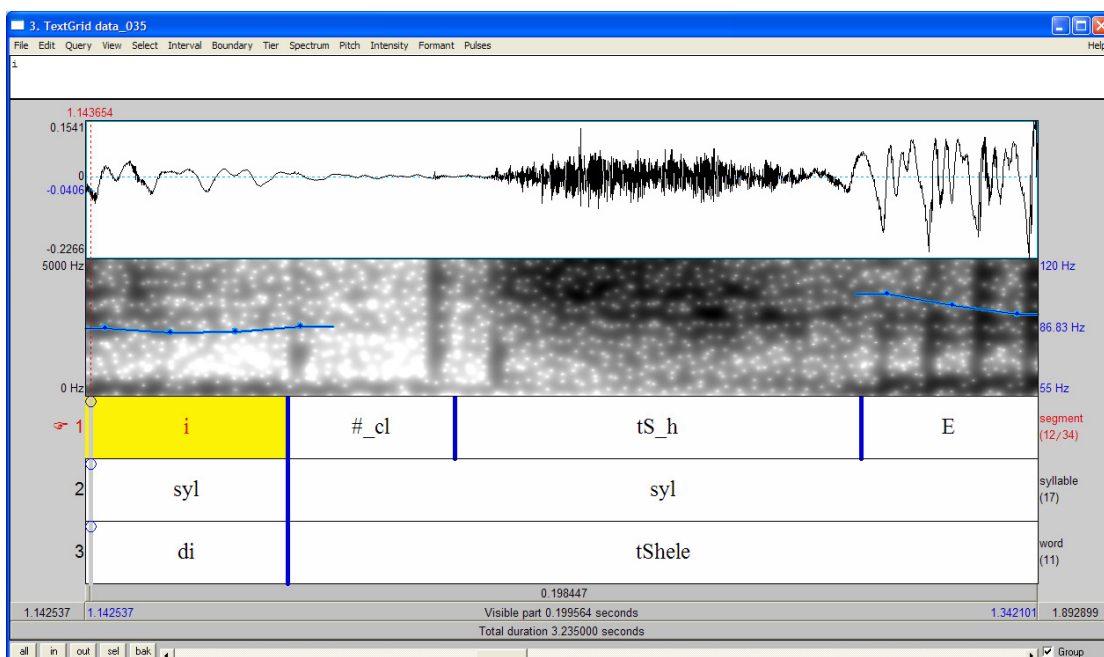 3. TextGrid data_035
File Edit Query View Select Interval Boundary Tier Spectrum Pitch Intensity Formant Pulses Help
i
1.143654
0.1541
0
-0.0406
-0.2266
5000 Hz 120 Hz
86.83 Hz
0 Hz 55 Hz
1 i #_cl tS_h E segment (12/34)
2 syl syl syllable (17)
3 di tShele word (11)
0.198447
1.142537 1.142537 Visible part 0.199564 seconds 1.342101 1.892899
Total duration 3.235000 seconds
all in out sel bak Group